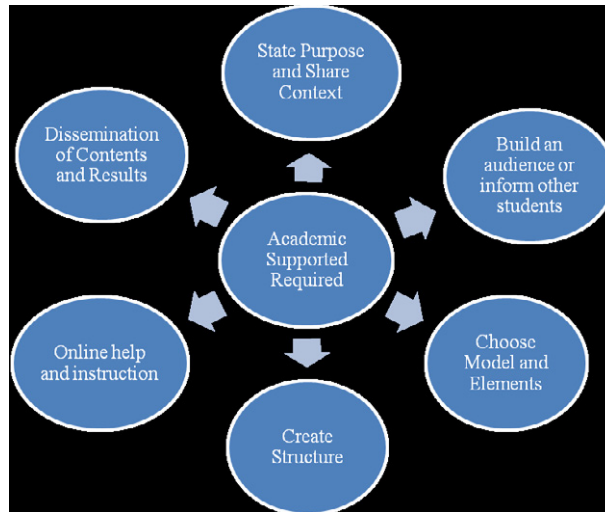 State Purpose
and Share
Context
Dissemination
of Contents
and Results
Build an
audience or
inform other
students
Academic
Supported
Required
Online help
and instruction
Choose
Model and
Elements
Create
Structure